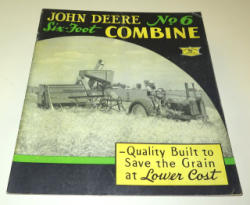 JOHN DEERE No 6
Six-Foot COMBINE
-Quality Built to
Save the Grain
at Lower Cost